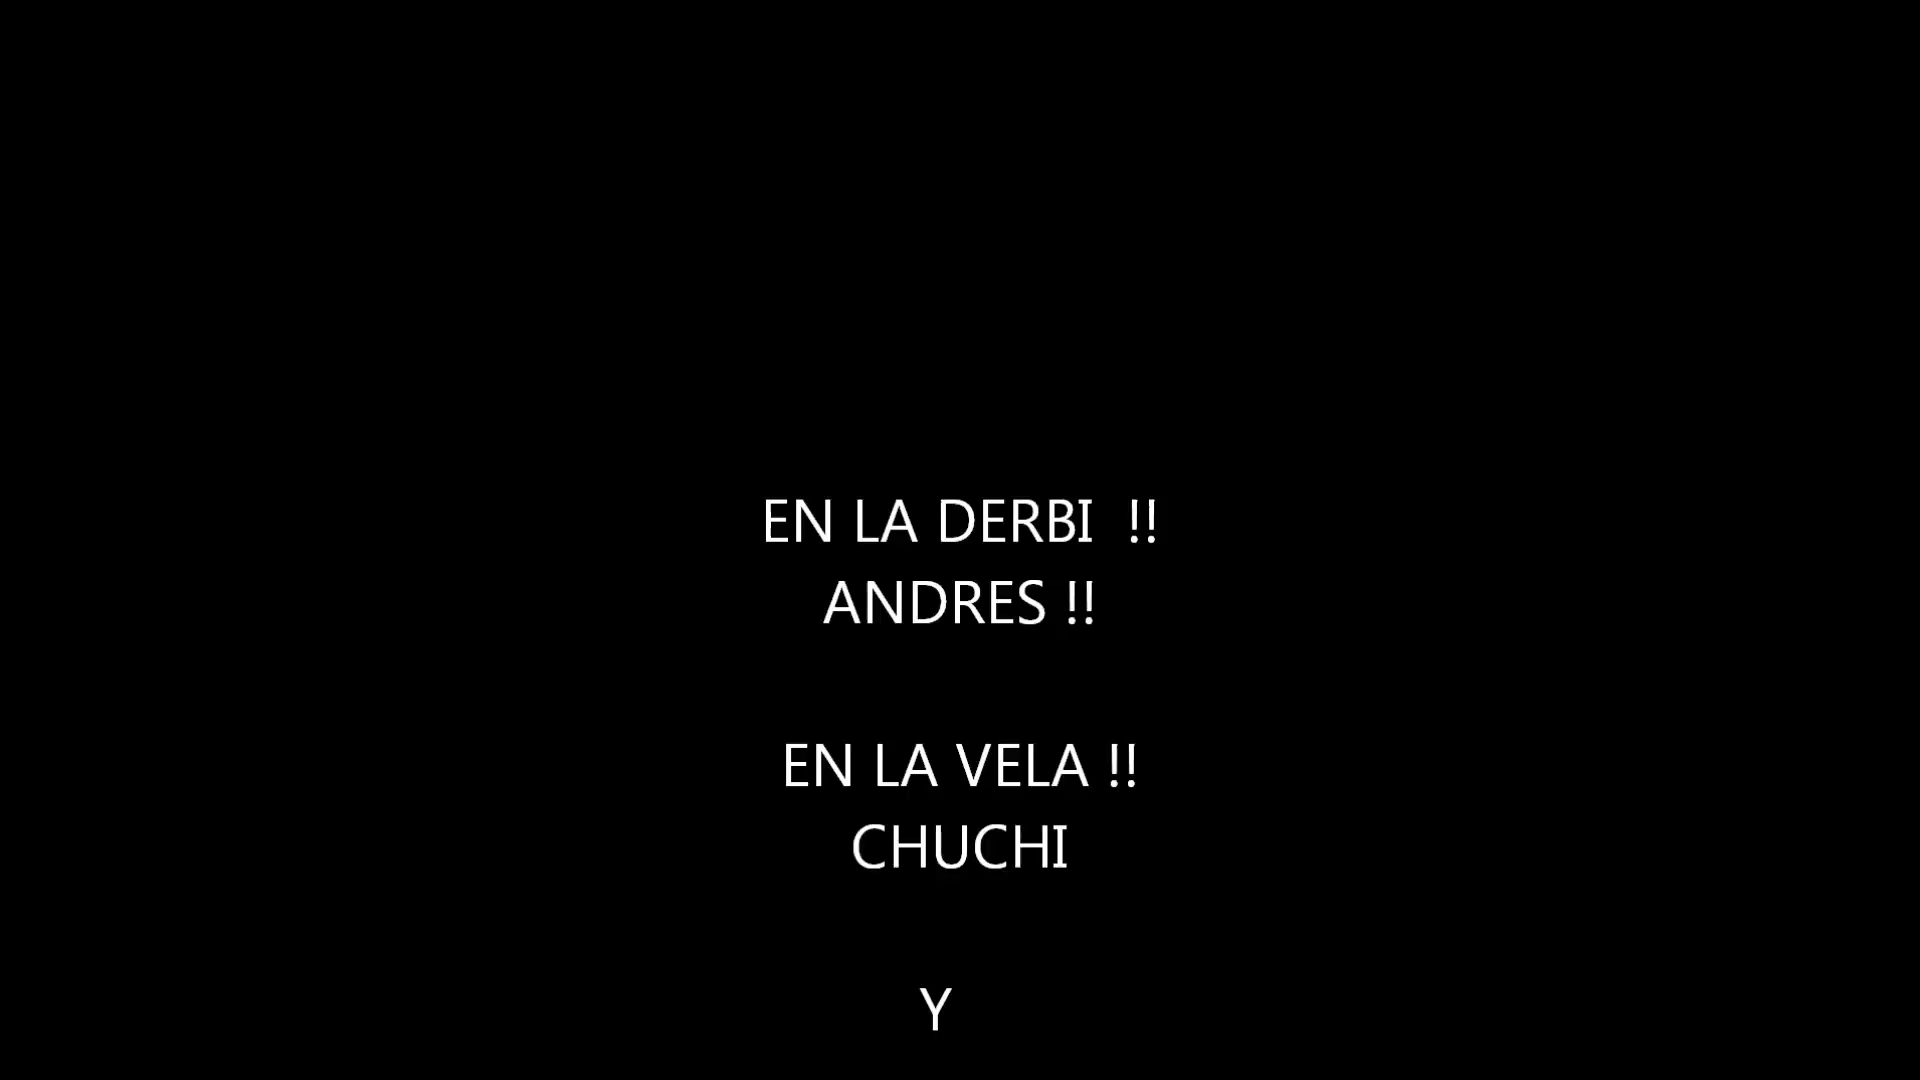 EN LA DERBI  !!
ANDRES !!
EN LA VELA !!
CHUCHI
Y